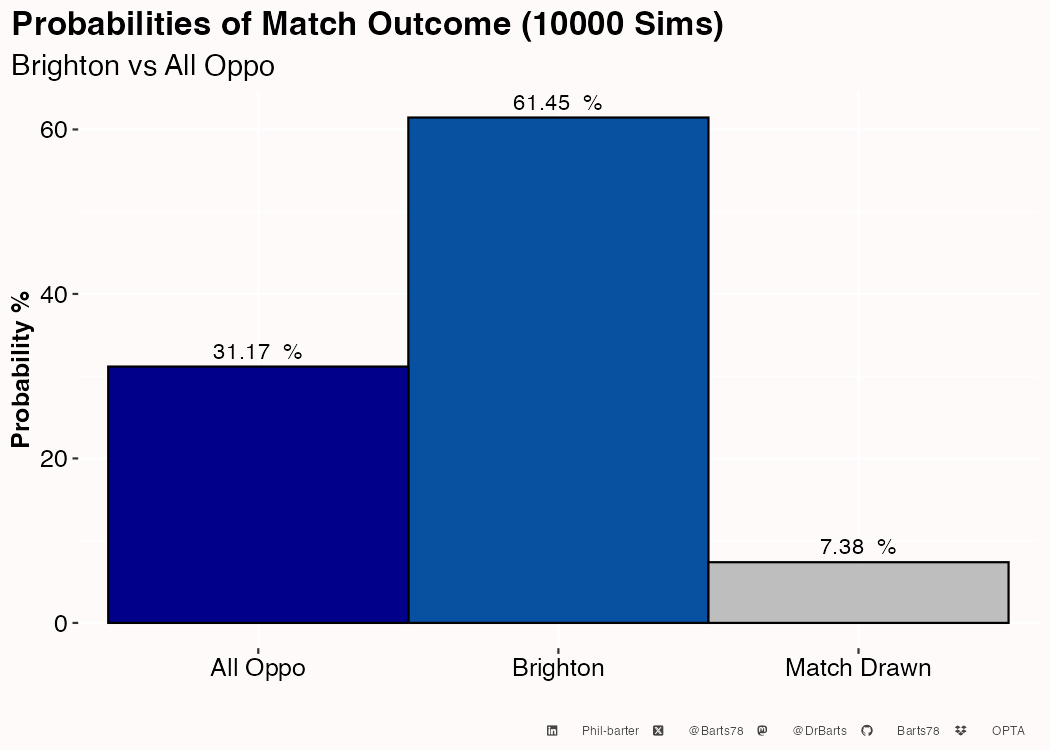 Probabilities of Match Outcome (10000 Sims)
Brighton vs All Oppo
Probability %
60
40
20
0
31.17 %
61.45 %
7.38 %
All Oppo
Brighton
Match Drawn
Phil-barter @Barts78 @DrBarts Barts78 OPTA